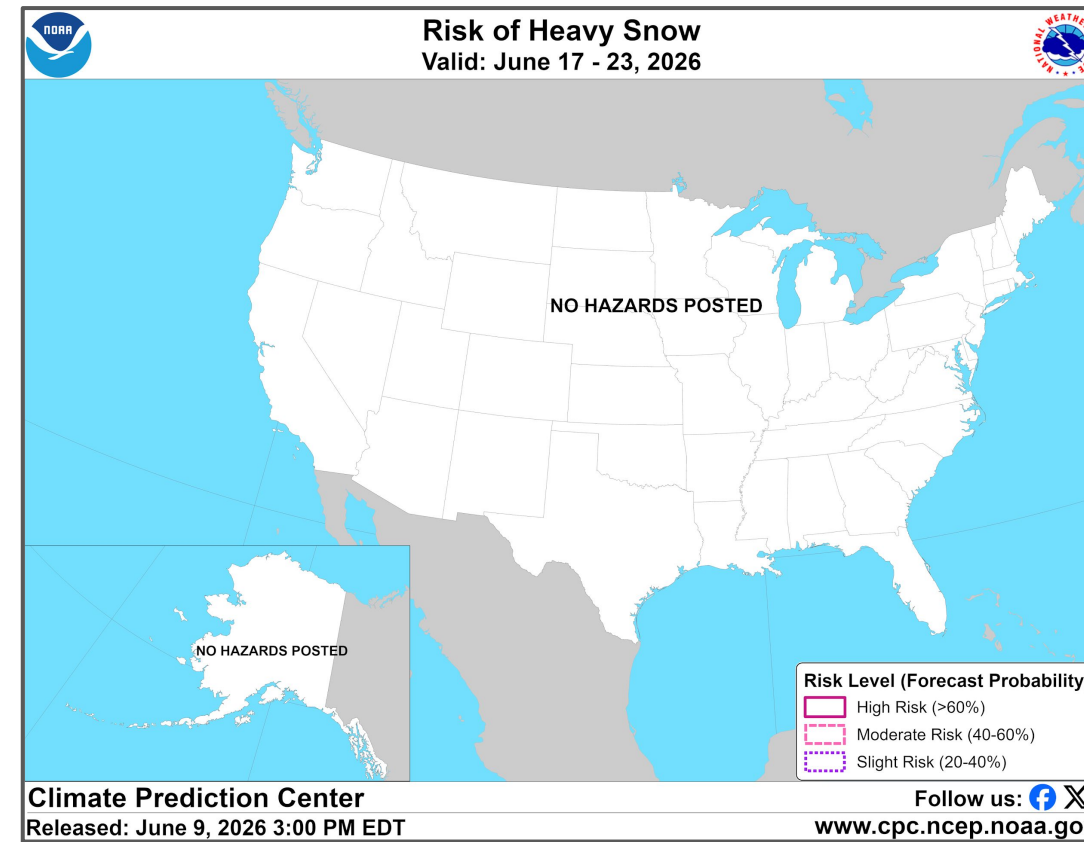 NOAA
Risk of Heavy Snow
Valid: June 17 - 23, 2026
NATIONAL WEATHE
NO HAZARDS POSTED
NO HAZARDS POSTED
Risk Level (Forecast Probability
High Risk (>60%)
Moderate Risk (40-60%)
Slight Risk (20-40%)
Climate Prediction Center
Follow us:
Released: June 9, 2026 3:00 PM EDT
www.cpc.ncep.noaa.go